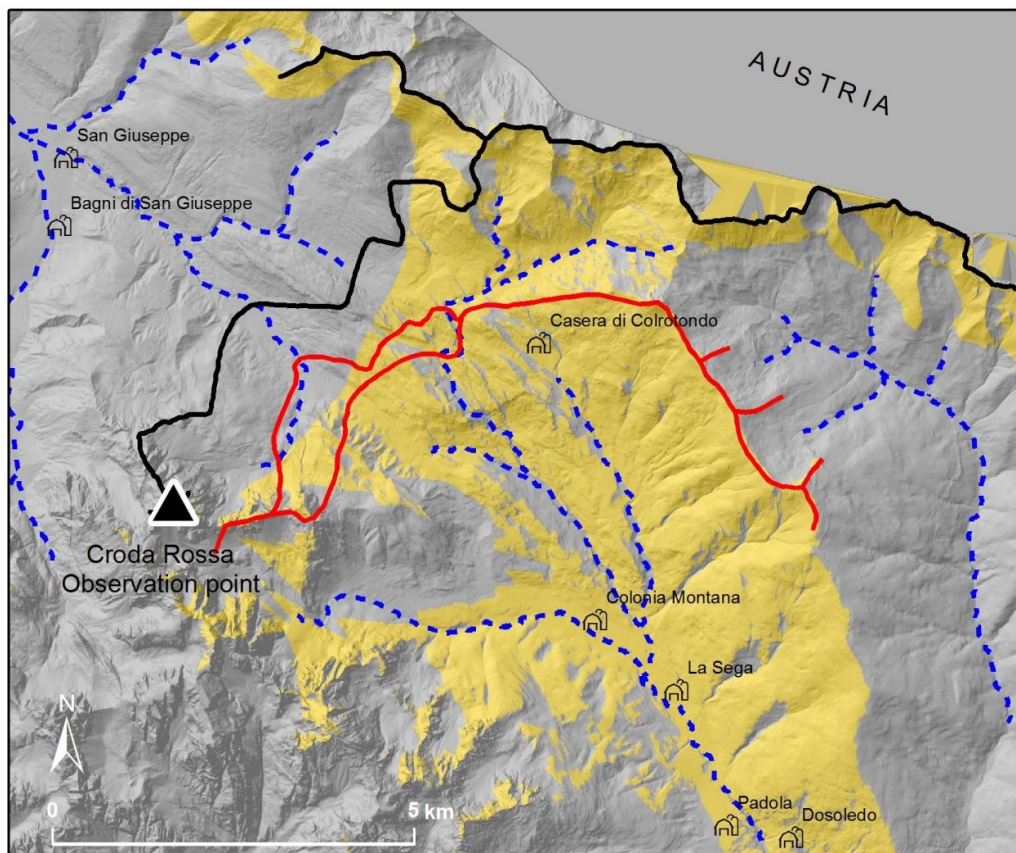 AUSTRIA
San Giuseppe
Bagni di San Giuseppe
Casera di Colrotondo
Croda Rossa
Observation point
Colonia Montana
La Sega
N
0 5 km
Padola
Dosoledo